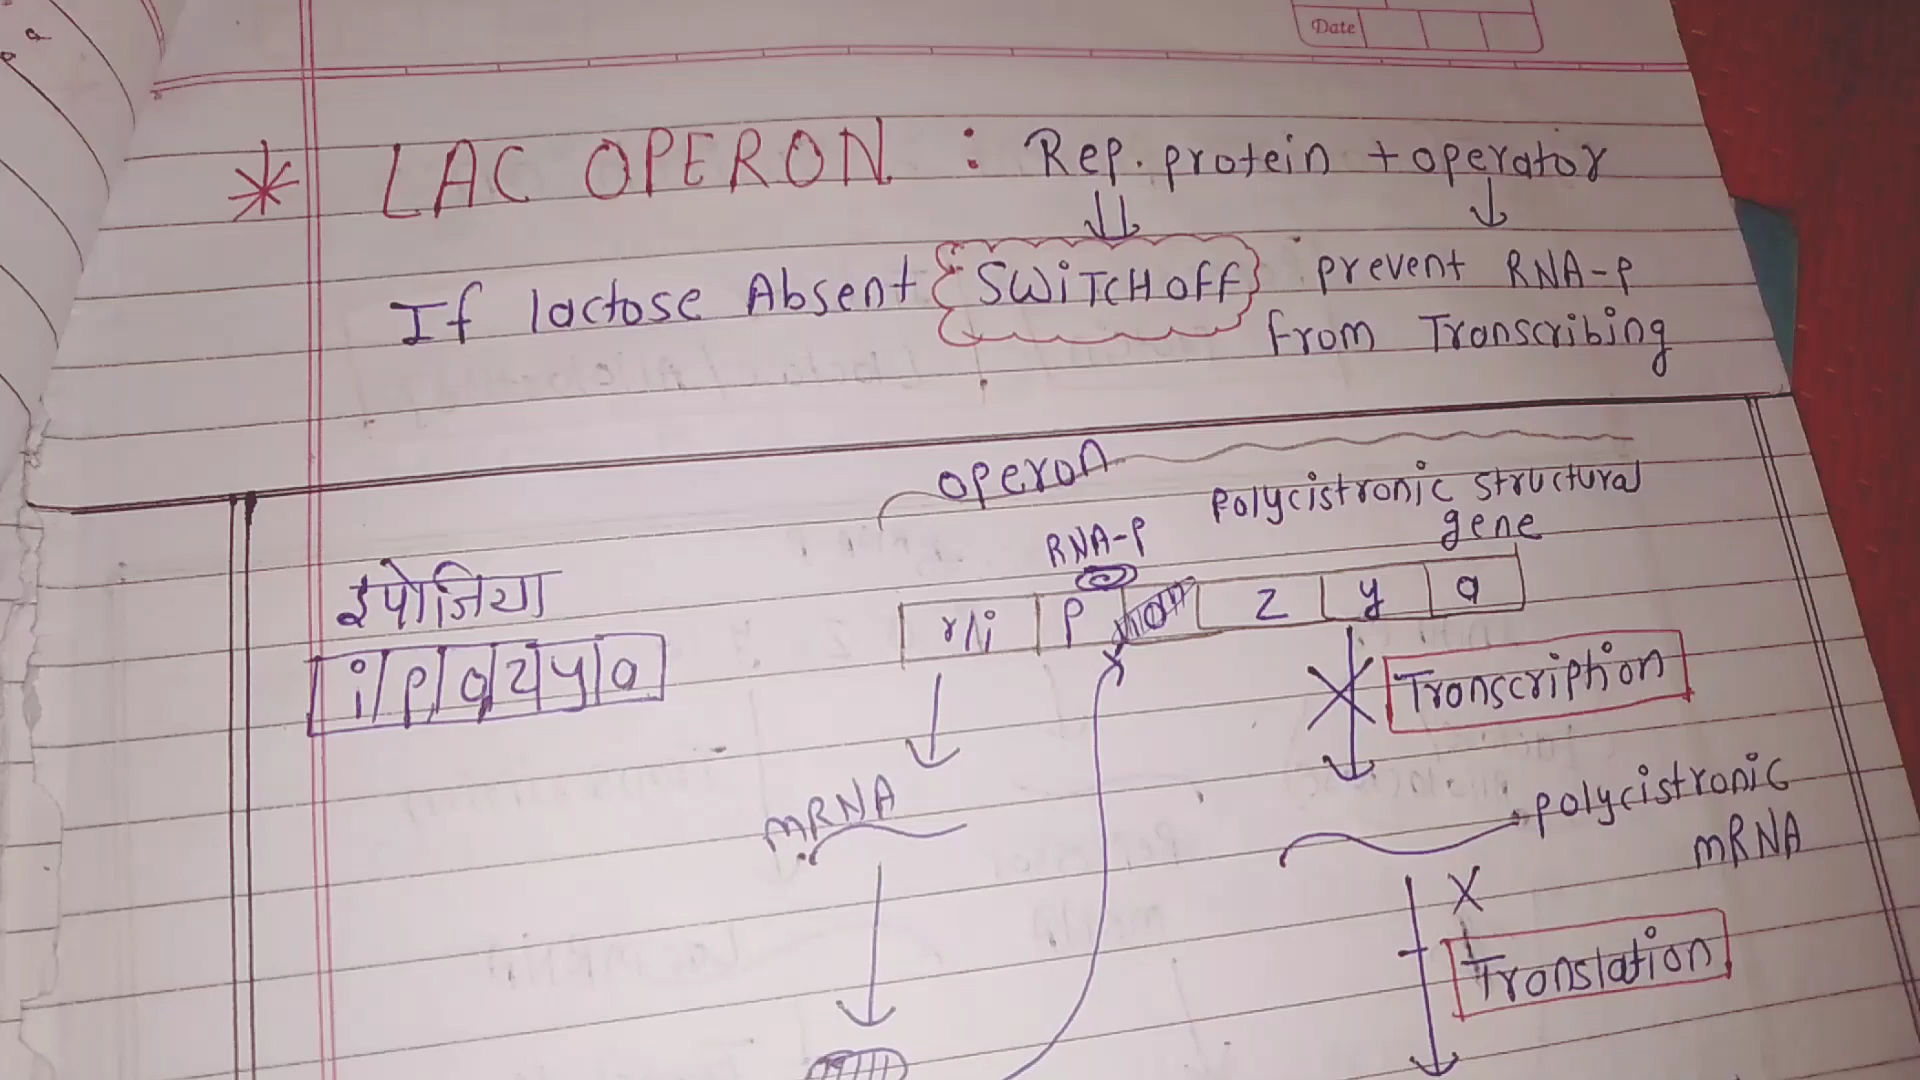 Date
* LAC OPERON : Rep. protein + operator
If lactose Absent SWiTCH OFF prevent RNA-P
from Transcribing
operon
polycistronic structural
gene
RNA-P
इपोजिया
r/i P o z y a
i p o z y a
Transcription
mRNA
polycistronic
mRNA
X
Translation